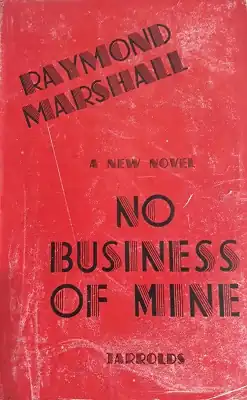 RAYMOND
MARSHALL
A NEW NOVEL
NO
BUSINESS
OF MINE
JARROLDS